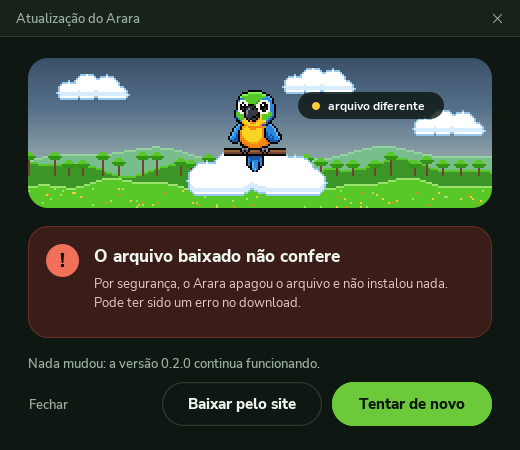 Atualização do Arara
arquivo diferente
!
O arquivo baixado não confere
Por segurança, o Arara apagou o arquivo e não instalou nada.
Pode ter sido um erro no download.
Nada mudou: a versão 0.2.0 continua funcionando.
Fechar
Baixar pelo site
Tentar de novo